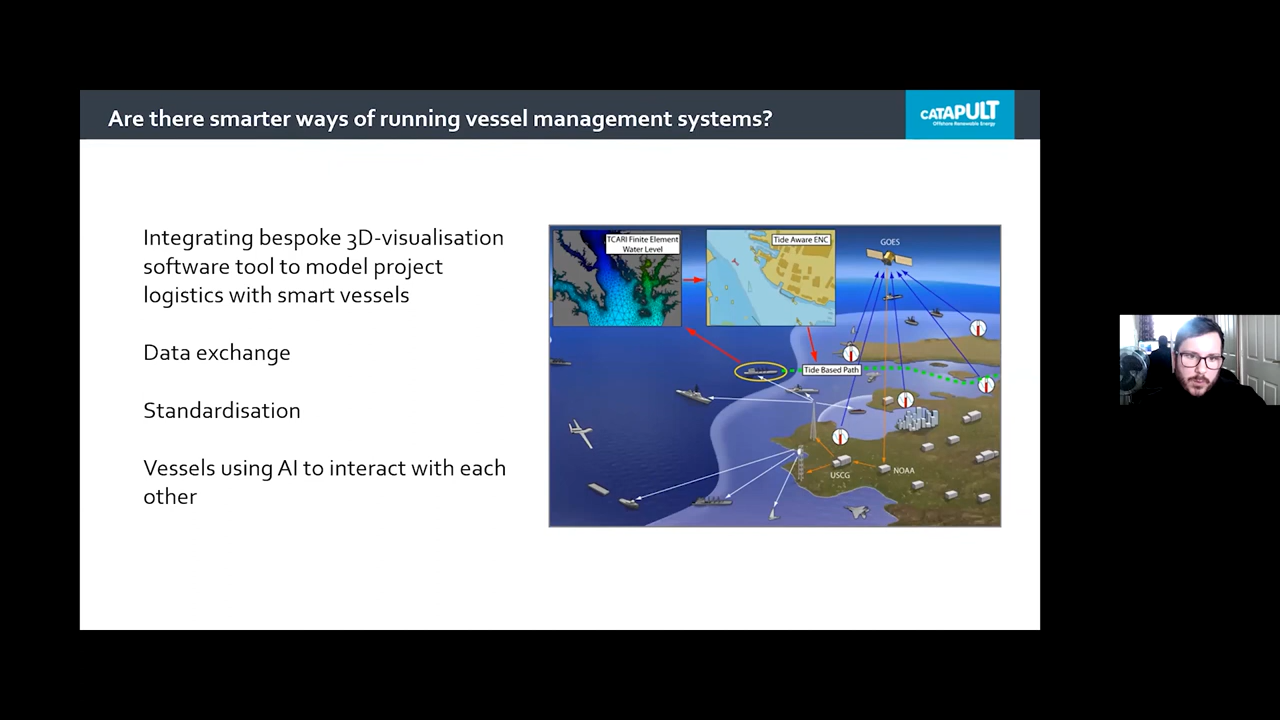 Are there smarter ways of running vessel management systems?
CATAPULT
Offshore Renewable Energy
Integrating bespoke 3D-visualisation
software tool to model project
logistics with smart vessels
Data exchange
Standardisation
Vessels using AI to interact with each
other
TCARI Finite Element
Water Level
Tide Aware ENC
GOES
Tide Based Path
USCG
NOAA